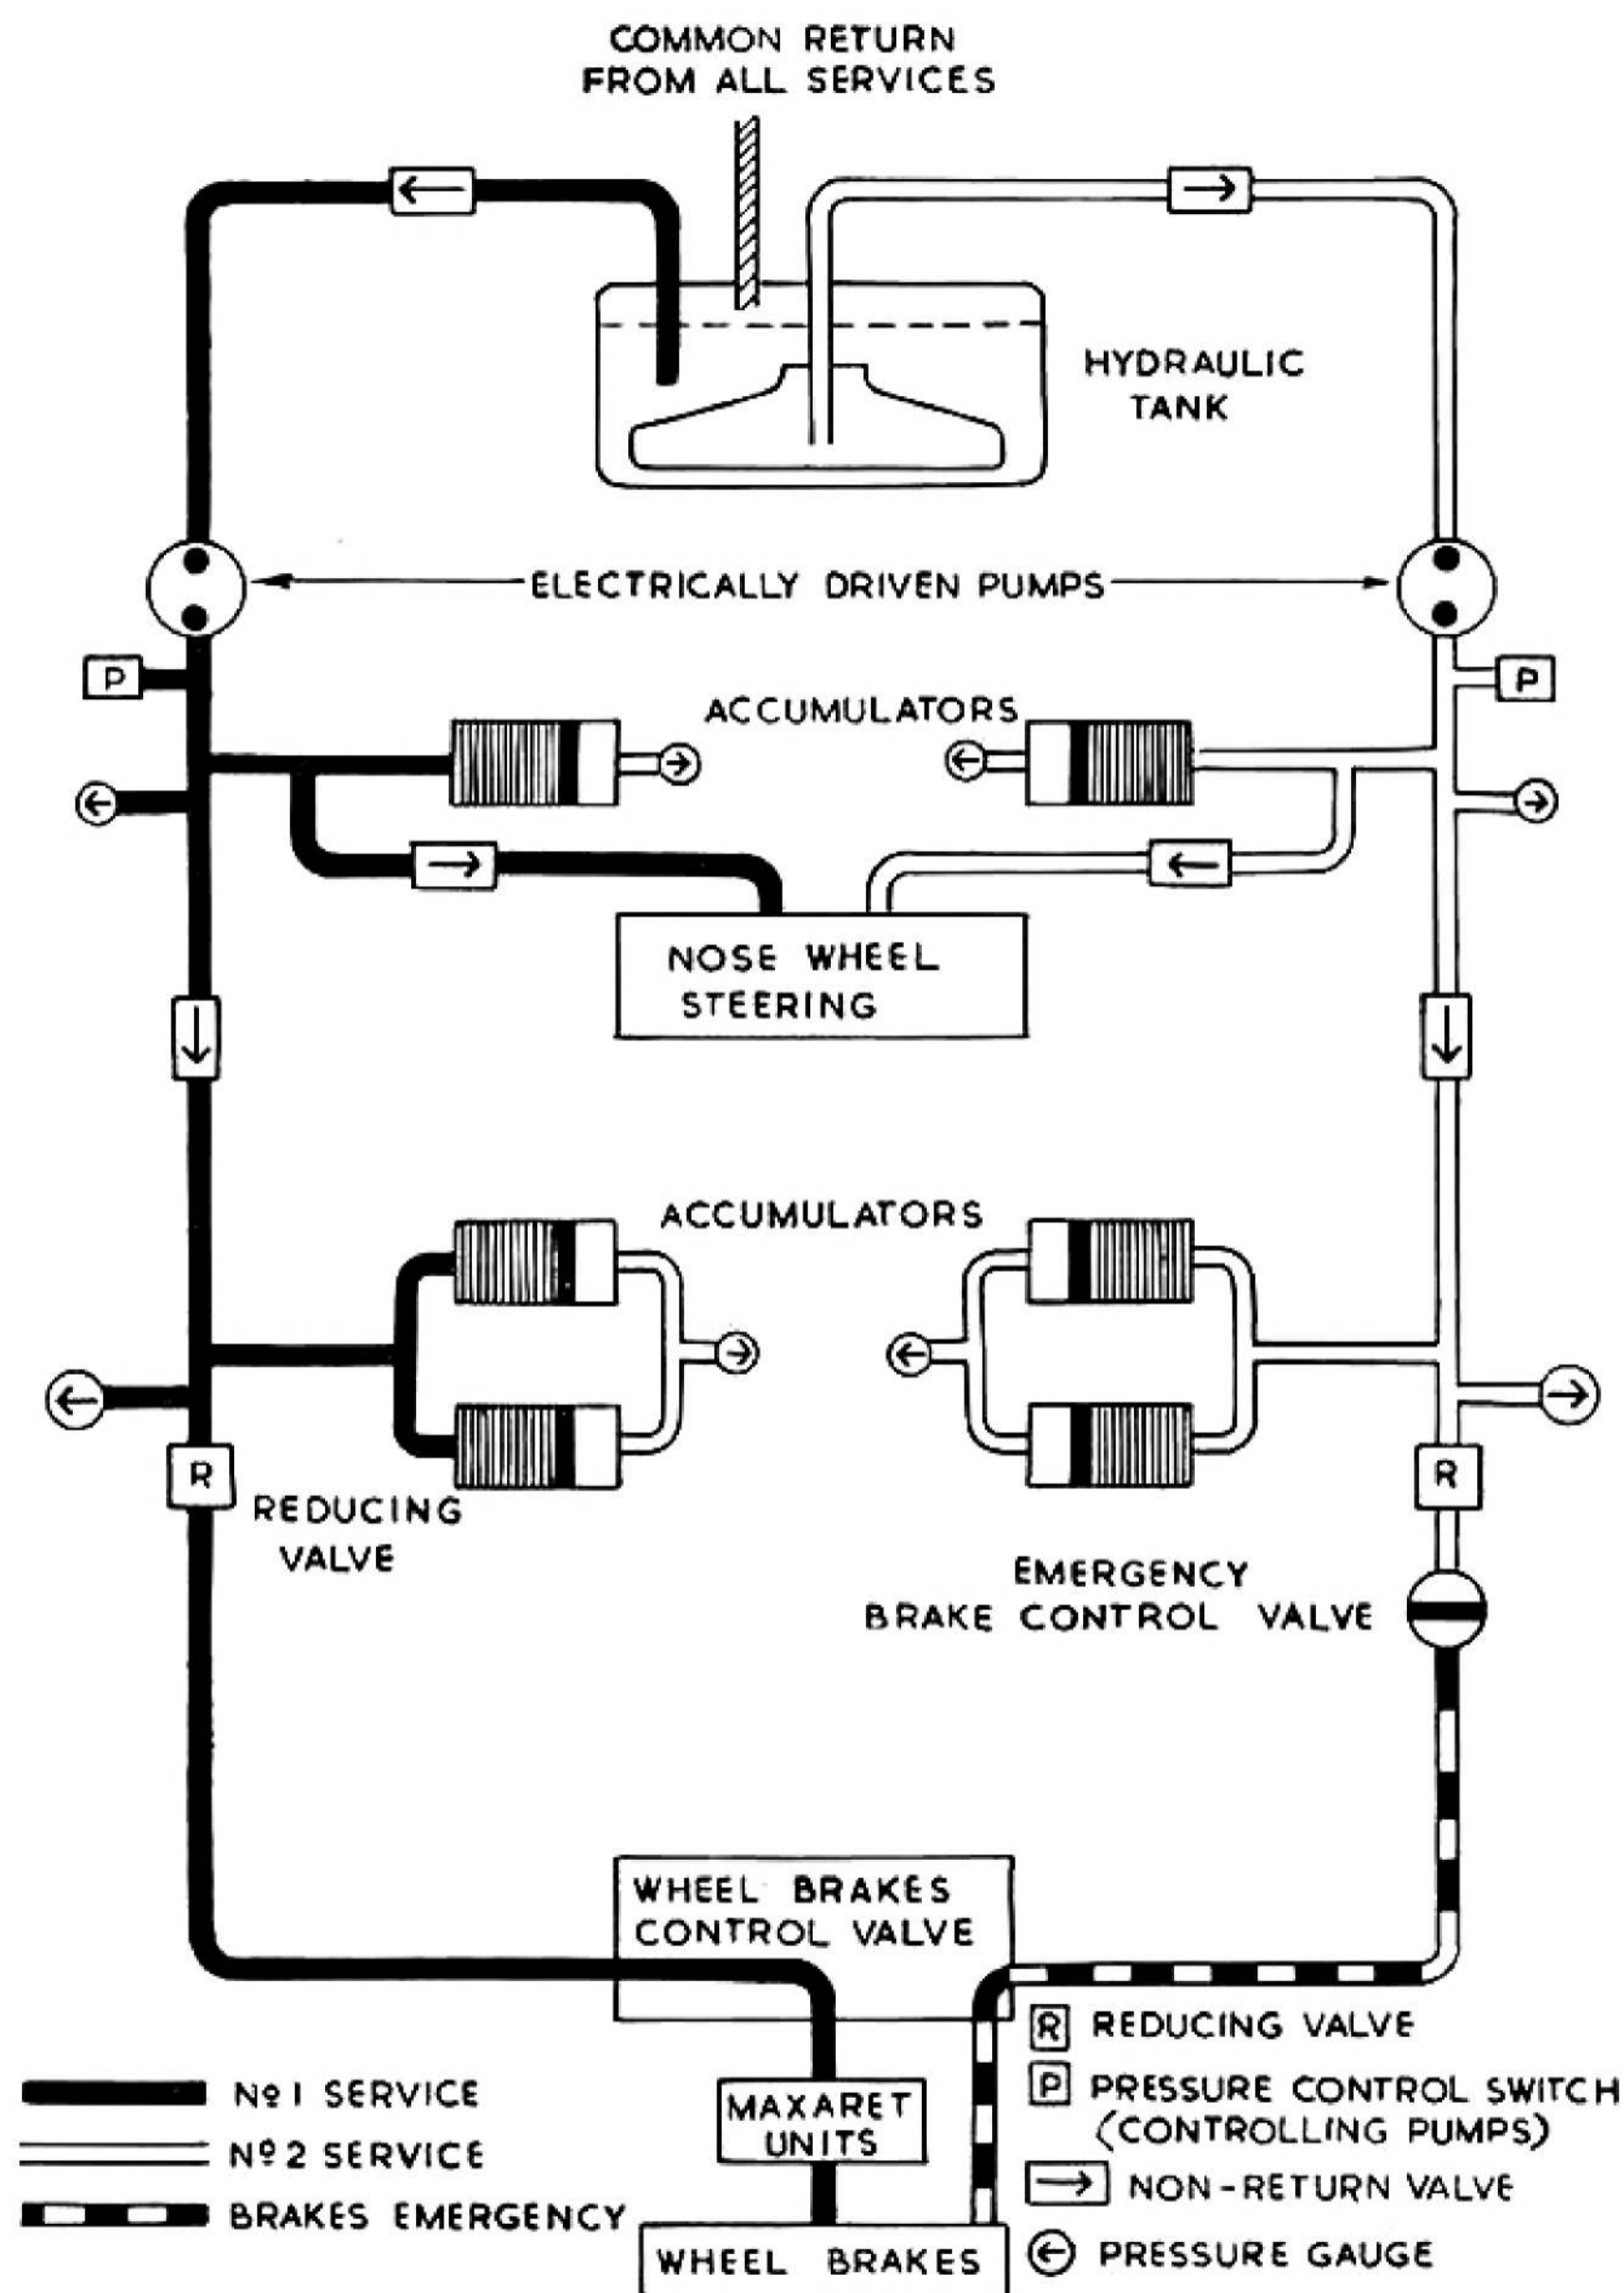 COMMON RETURN
FROM ALL SERVICES
HYDRAULIC
TANK
ELECTRICALLY DRIVEN PUMPS
P
P
ACCUMULATORS
NOSE WHEEL
STEERING
ACCUMULATORS
R
R
REDUCING
VALVE
EMERGENCY
BRAKE CONTROL VALVE
WHEEL BRAKES
CONTROL VALVE
MAXARET
UNITS
WHEEL BRAKES
Nº 1 SERVICE
Nº 2 SERVICE
BRAKES EMERGENCY
R REDUCING VALVE
P PRESSURE CONTROL SWITCH
(CONTROLLING PUMPS)
NON-RETURN VALVE
PRESSURE GAUGE